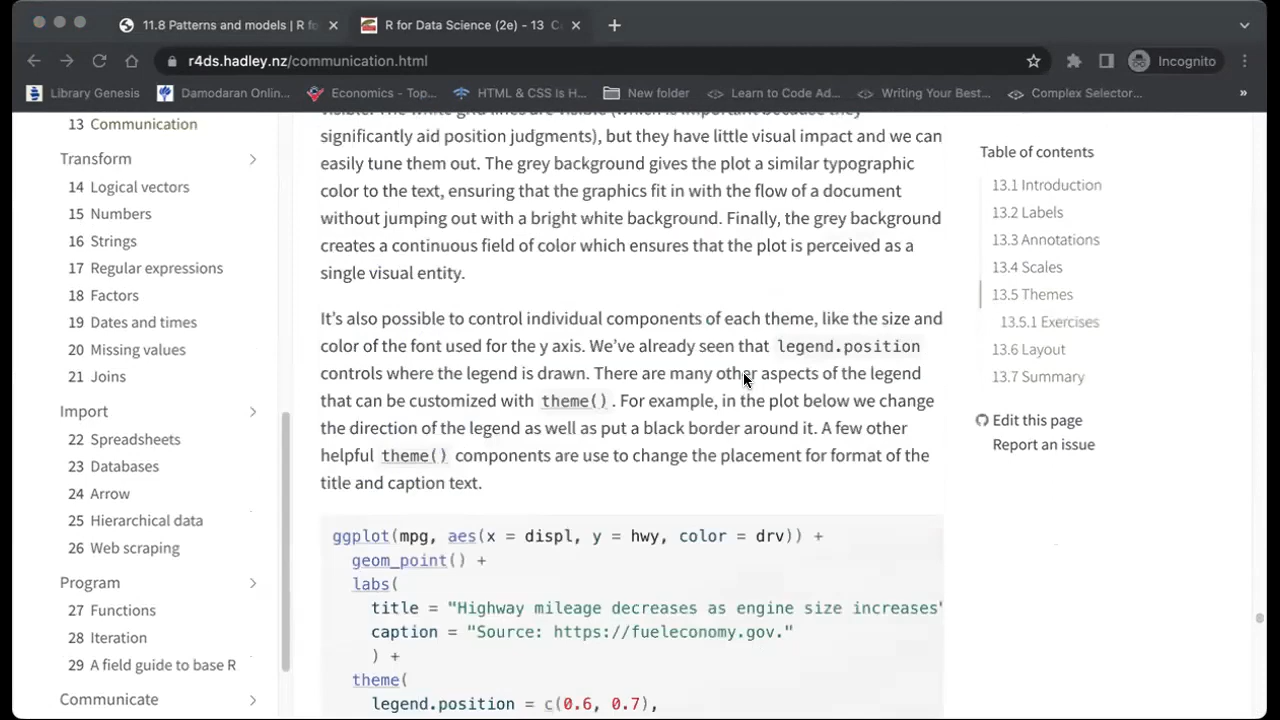 11.8 Patterns and models | R fo
R for Data Science (2e) - 13 C
r4ds.hadley.nz/communication.html
Incognito
Library Genesis
Damodaran Onlin...
Economics - Top...
HTML & CSS is H...
New folder
Learn to Code Ad...
Writing Your Best...
Complex Selector...
»
13 Communication
Transform
14 Logical vectors
15 Numbers
16 Strings
17 Regular expressions
18 Factors
19 Dates and times
20 Missing values
21 Joins
Import
22 Spreadsheets
23 Databases
24 Arrow
25 Hierarchical data
26 Web scraping
Program
27 Functions
28 Iteration
29 A field guide to base R
Communicate
visible. The white grid lines are visible (which is important because they
significantly aid position judgments), but they have little visual impact and we can
easily tune them out. The grey background gives the plot a similar typographic
color to the text, ensuring that the graphics fit in with the flow of a document
without jumping out with a bright white background. Finally, the grey background
creates a continuous field of color which ensures that the plot is perceived as a
single visual entity.
It's also possible to control individual components of each theme, like the size and
color of the font used for the y axis. We've already seen that legend.position
controls where the legend is drawn. There are many other aspects of the legend
that can be customized with theme(). For example, in the plot below we change
the direction of the legend as well as put a black border around it. A few other
helpful theme() components are use to change the placement for format of the
title and caption text.
ggplot(mpg, aes(x = displ, y = hwy, color = drv)) +
geom_point() +
labs(
title = "Highway mileage decreases as engine size increases"
caption = "Source: https://fueleconomy.gov."
) +
theme(
legend.position = c(0.6, 0.7),
Table of contents
13.1 Introduction
13.2 Labels
13.3 Annotations
13.4 Scales
13.5 Themes
13.5.1 Exercises
13.6 Layout
13.7 Summary
Edit this page
Report an issue